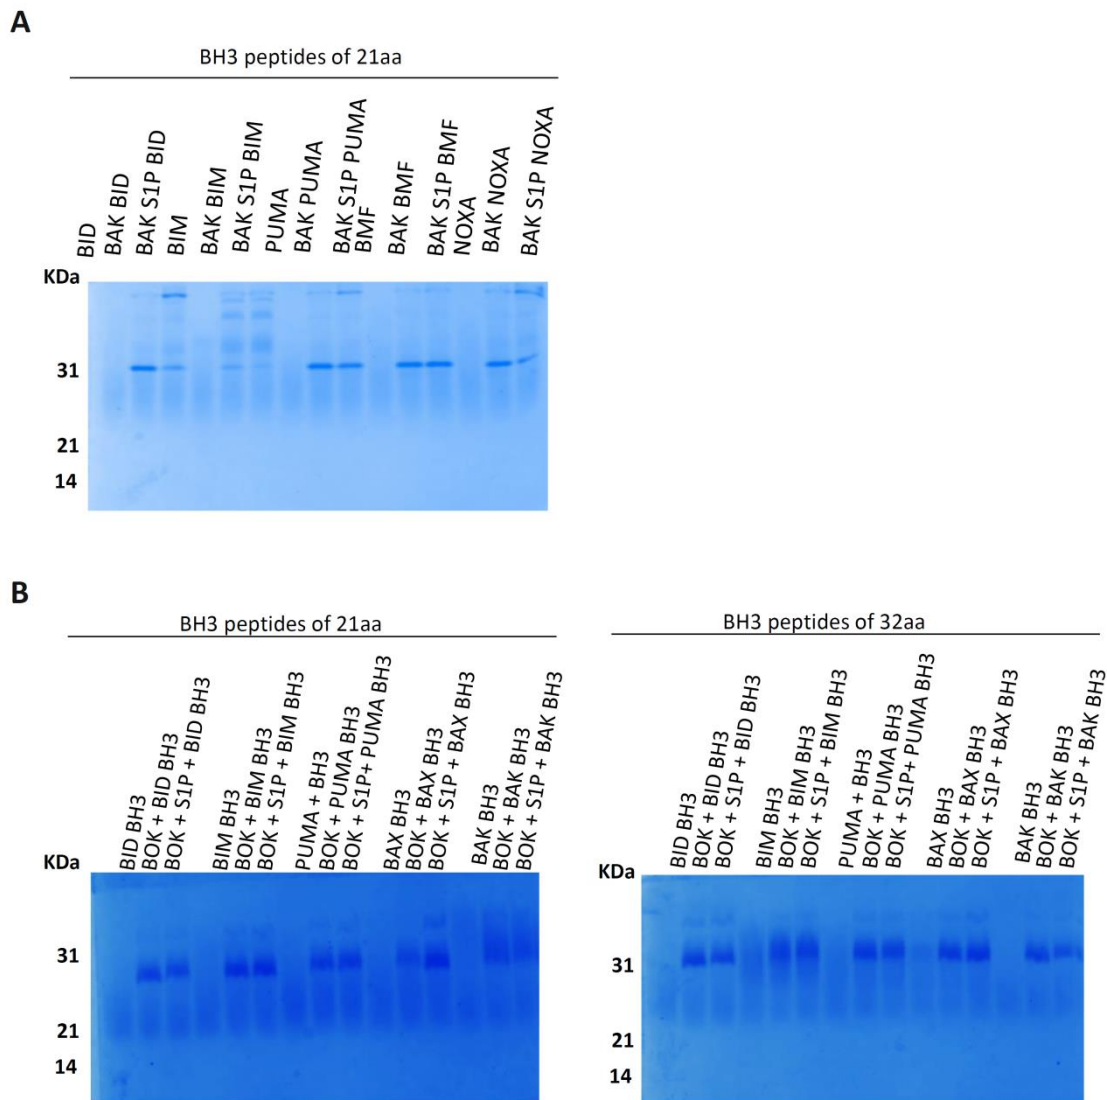 A
BH3 peptides of 21aa
BID
BAK BID
BAK S1P BID
BIM
BAK BIM
BAK S1P BIM
PUMA
BAK PUMA
BAK S1P PUMA
BMF
BAK BMF
BAK S1P BMF
NOXA
BAK NOXA
BAK S1P NOXA
KDa
31
21
14
B
BH3 peptides of 21aa
BID BH3
BOK + BID BH3
BOK + S1P + BID BH3
BIM BH3
BOK + BIM BH3
BOK + S1P + BIM BH3
PUMA + BH3
BOK + PUMA BH3
BOK + S1P+ PUMA BH3
BAX BH3
BOK + BAX BH3
BOK + S1P + BAX BH3
BAK BH3
BOK + BAK BH3
BOK + S1P + BAK BH3
KDa
31
21
14
BH3 peptides of 32aa
BID BH3
BOK + BID BH3
BOK + S1P + BID BH3
BIM BH3
BOK + BIM BH3
BOK + S1P + BIM BH3
PUMA + BH3
BOK + PUMA BH3
BOK + S1P+ PUMA BH3
BAX BH3
BOK + BAX BH3
BOK + S1P + BAX BH3
BAK BH3
BOK + BAK BH3
BOK + S1P + BAK BH3
KDa
31
21
14